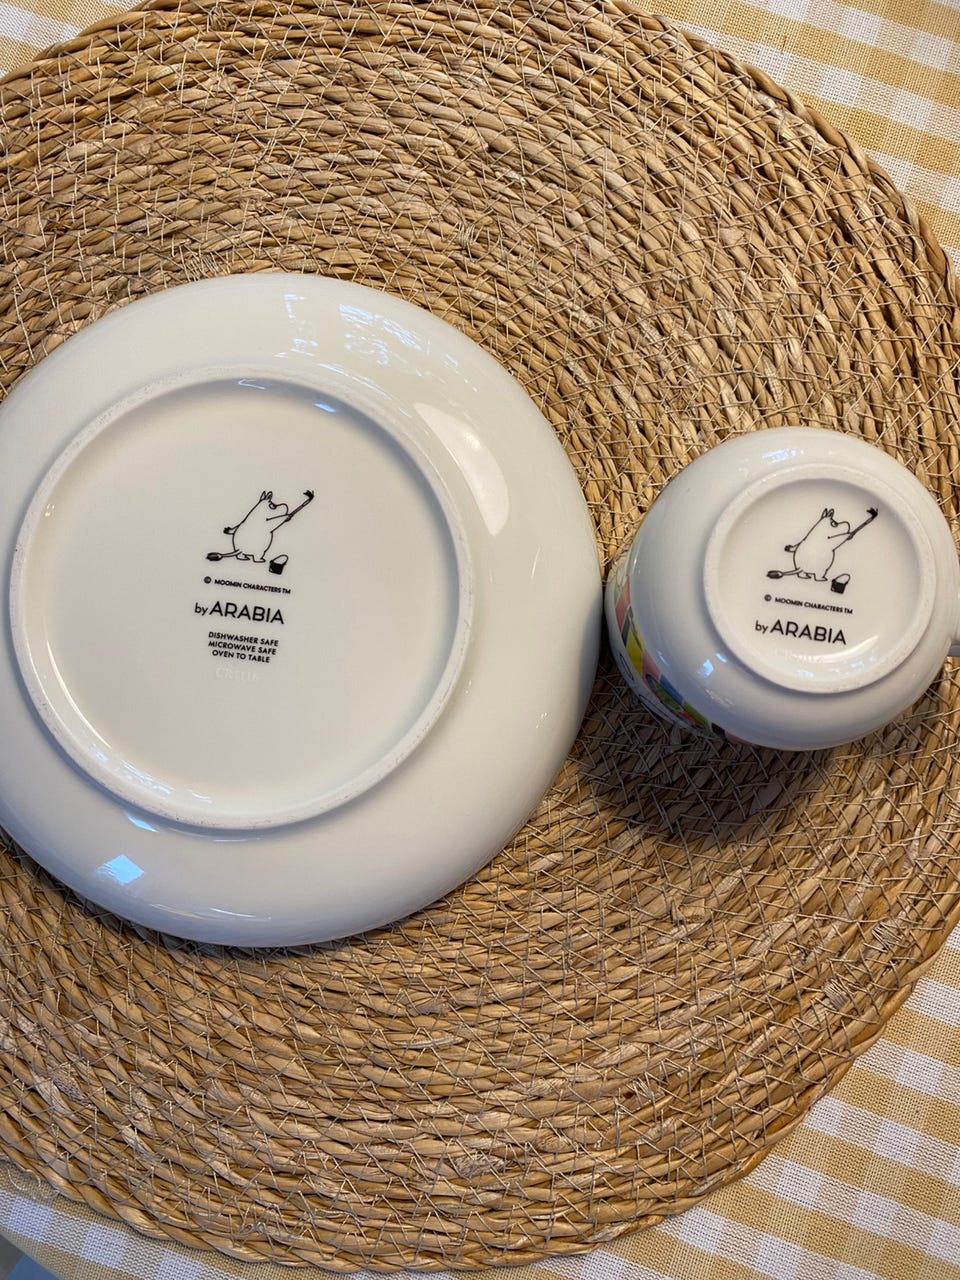 © MOOMIN CHARACTERS TM
by ARABIA
DISHWASHER SAFE
MICROWAVE SAFE
OVEN TO TABLE
© MOOMIN CHARACTERS TM
by ARABIA